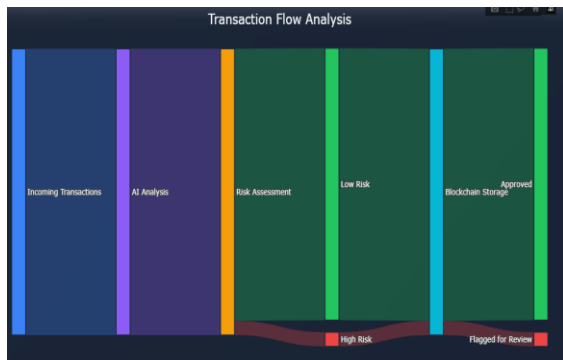 Transaction Flow Analysis
Incoming Transactions
AI Analysis
Risk Assessment
Low Risk
Blockchain Storage
Approved
High Risk
Flagged for Review